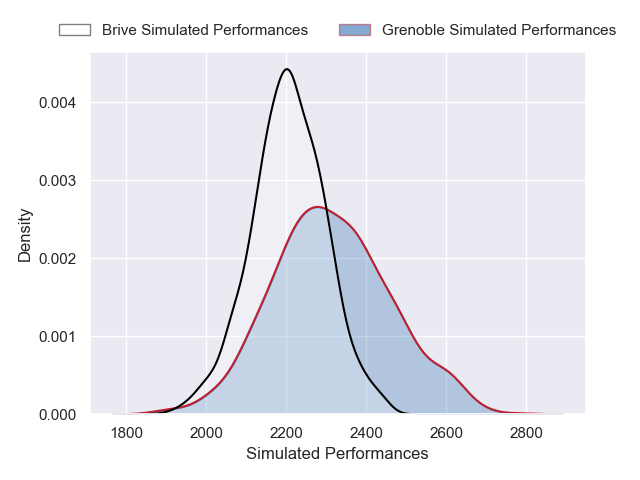 Brive Simulated Performances Grenoble Simulated Performances
0.004
0.003
0.002
0.001
0.000
Density
1800 2000 2200 2400 2600 2800
Simulated Performances